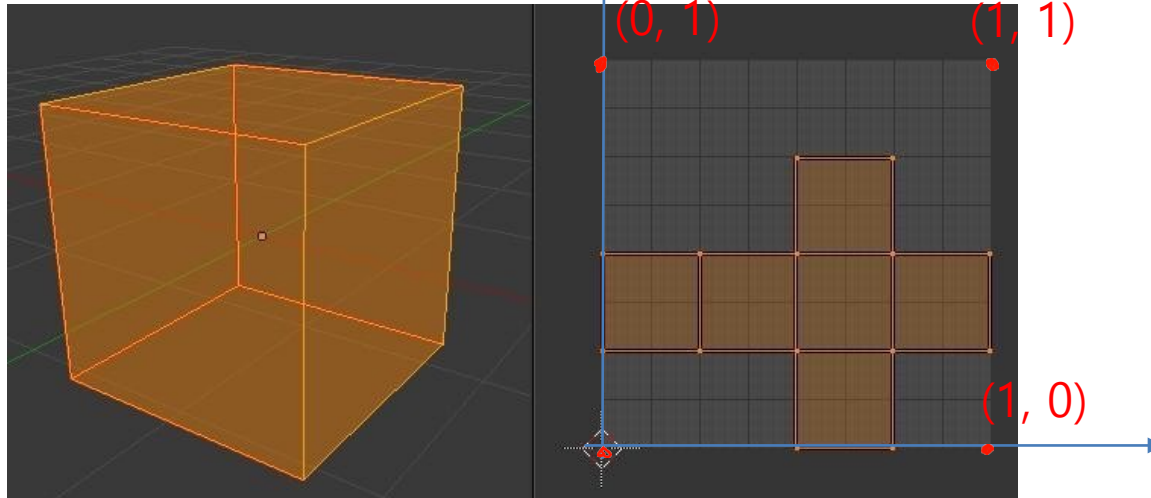 (0, 1)
(1, 1)
(1, 0)